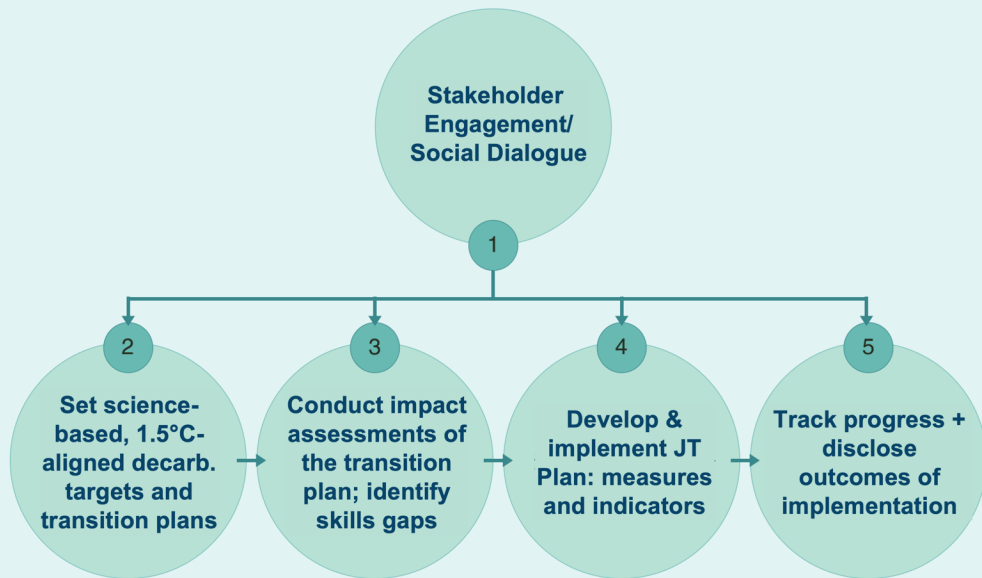 Stakeholder
Engagement/
Social Dialogue
1
2
Set science-
based, 1.5°C-
aligned decarb.
targets and
transition plans
3
Conduct impact
assessments of
the transition
plan; identify
skills gaps
4
Develop &
implement JT
Plan: measures
and indicators
5
Track progress +
disclose
outcomes of
implementation